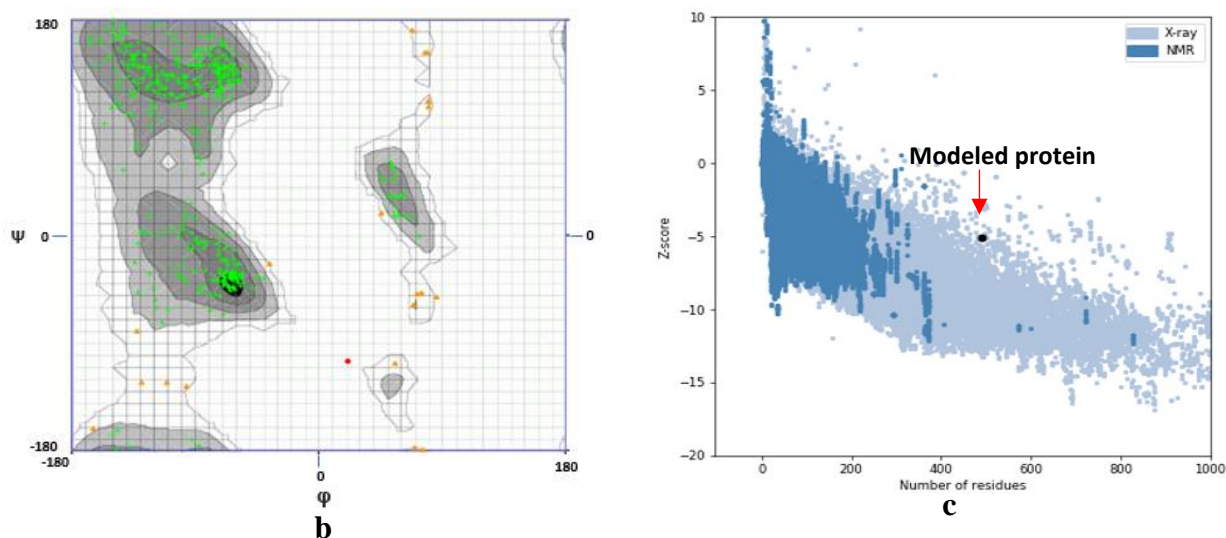 180
ψ
0
0
-180
-180
0
180
φ
b
10
5
0
−5
−10
−15
−20
Z-score
X-ray
NMR
Modeled protein
0
200
400
600
800
1000
Number of residues
c